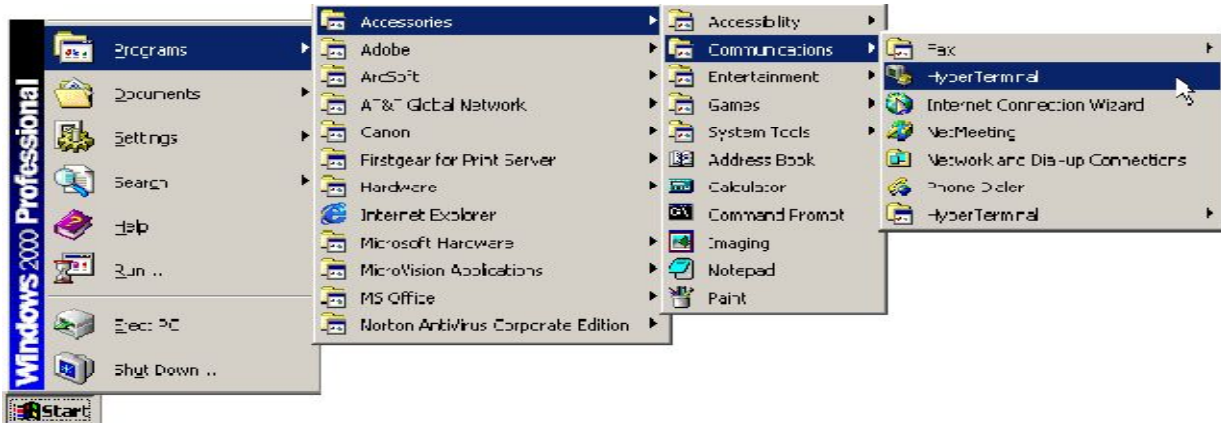 Programs
Documents
Settings
Search
Help
Run ...
Eject PC
Shut Down ...
Windows 2000 Professional
Start
Accessories
Adobe
ArcSoft
AT&T Global Network
Canon
Firstgear for Print Server
Hardware
Internet Explorer
Microsoft Hardware
MicroVision Applications
MS Office
Norton AntiVirus Corporate Edition
Accessibility
Communications
Entertainment
Games
System Tools
Address Book
Calculator
Command Prompt
Imaging
Notepad
Paint
Fax
HyperTerminal
Internet Connection Wizard
NetMeeting
Network and Dial-up Connections
Phone Dialer
HyperTerminal